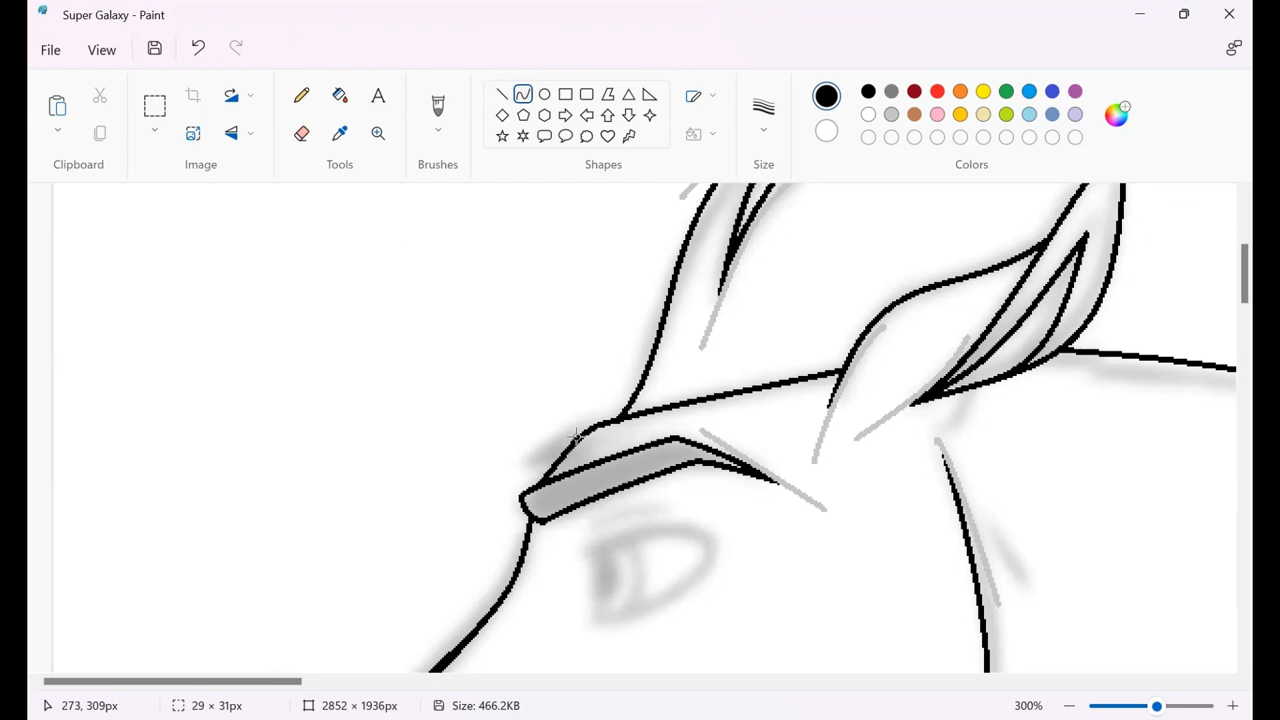 Super Galaxy - Paint
File
View
Clipboard
Image
Tools
Brushes
Shapes
Size
Colors
273, 309px
29 × 31px
2852 × 1936px
Size: 466.2KB
300%